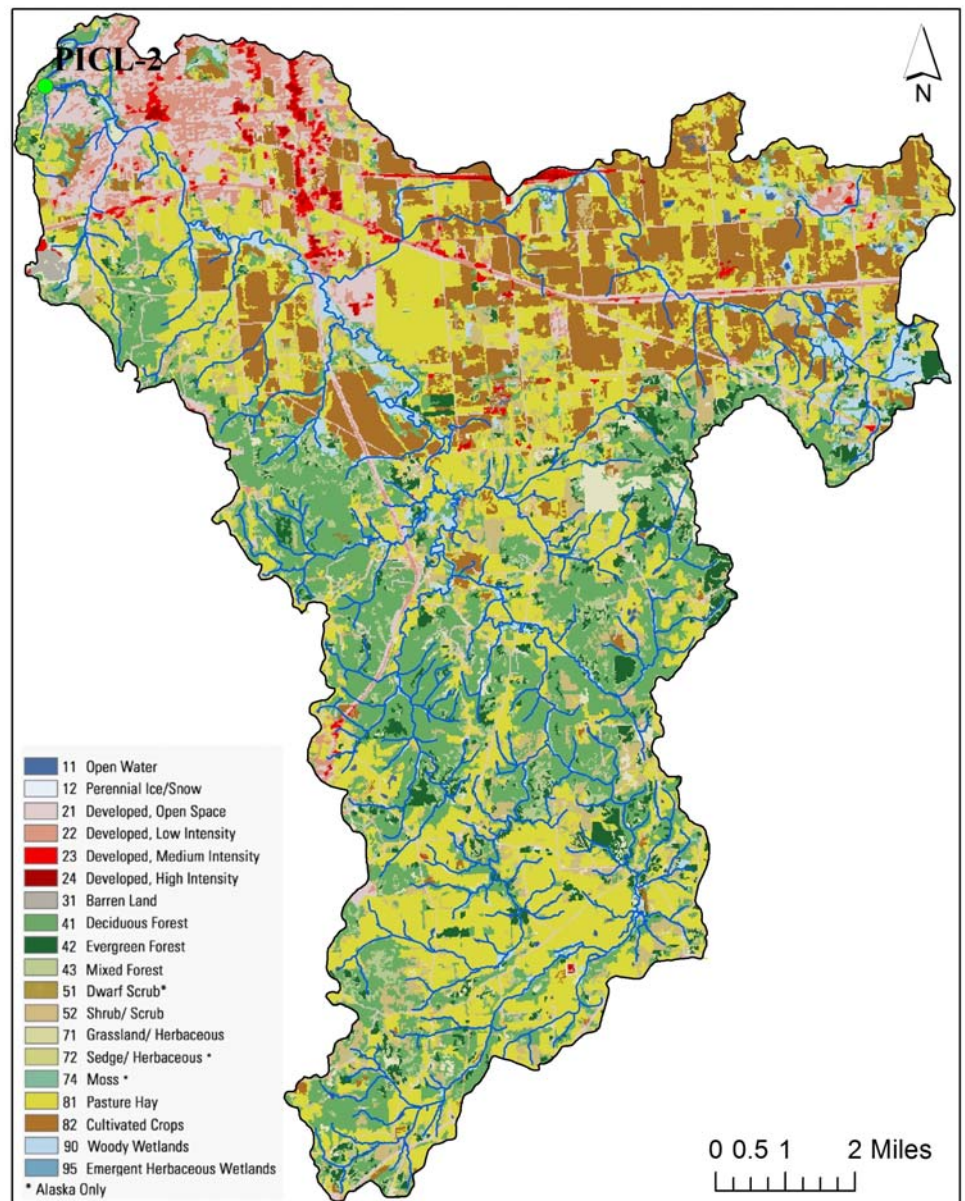 PICL-2
N
11 Open Water
12 Perennial Ice/Snow
21 Developed, Open Space
22 Developed, Low Intensity
23 Developed, Medium Intensity
24 Developed, High Intensity
31 Barren Land
41 Deciduous Forest
42 Evergreen Forest
43 Mixed Forest
51 Dwarf Scrub*
52 Shrub/ Scrub
71 Grassland/ Herbaceous
72 Sedge/ Herbaceous *
74 Moss *
81 Pasture Hay
82 Cultivated Crops
90 Woody Wetlands
95 Emergent Herbaceous Wetlands
* Alaska Only
0 0.5 1 2 Miles